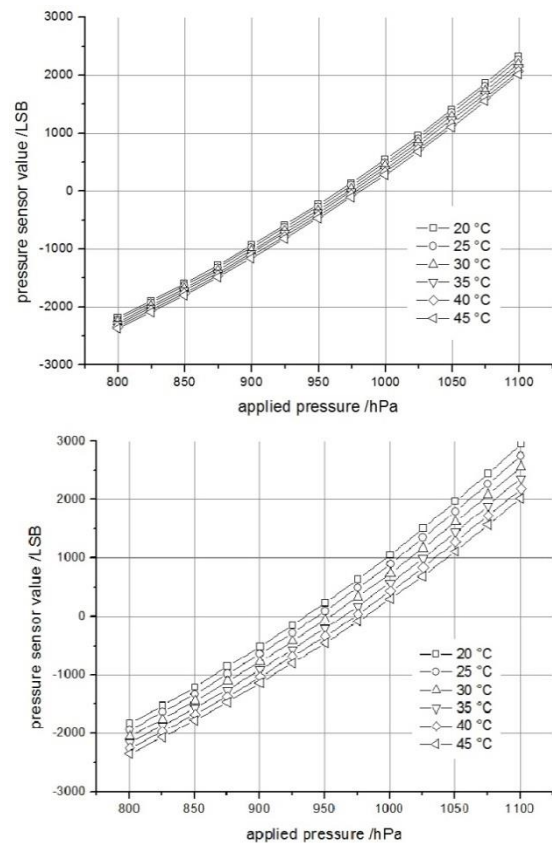 3000
2000
1000
0
-1000
-2000
-3000
pressure sensor value /LSB
20 °C
25 °C
30 °C
35 °C
40 °C
45 °C
800 850 900 950 1000 1050 1100
applied pressure /hPa
3000
2000
1000
0
-1000
-2000
-3000
pressure sensor value /LSB
20 °C
25 °C
30 °C
35 °C
40 °C
45 °C
800 850 900 950 1000 1050 1100
applied pressure /hPa